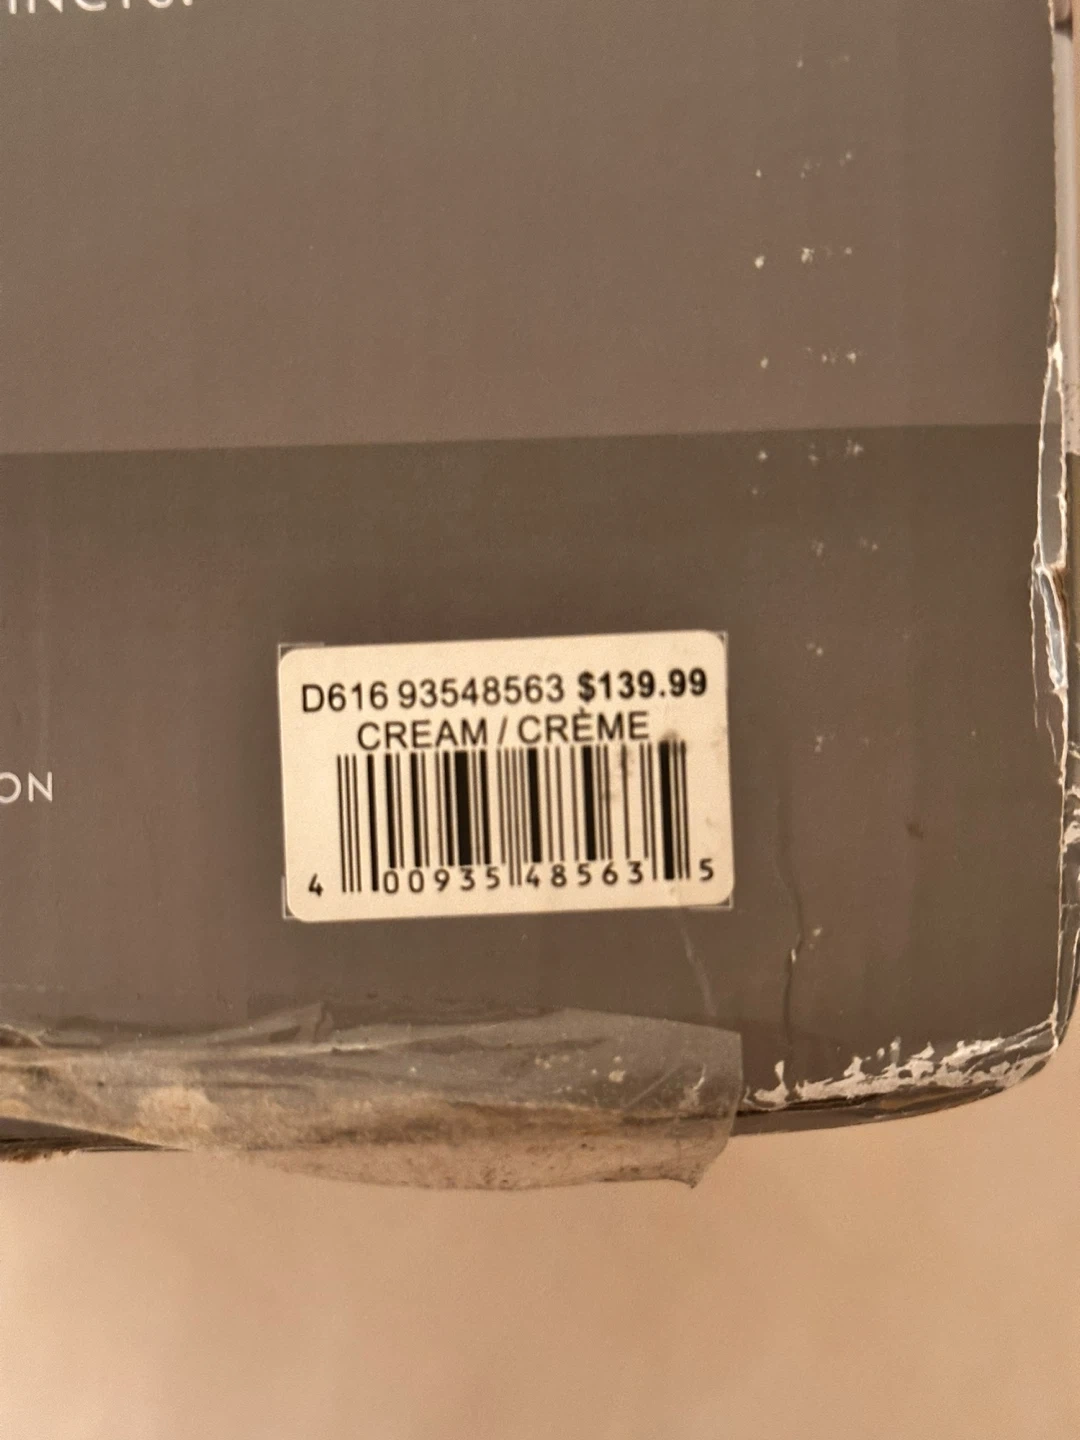 D616 93548563 $139.99
CREAM / CRÈME
4 00935 48563 5
ON